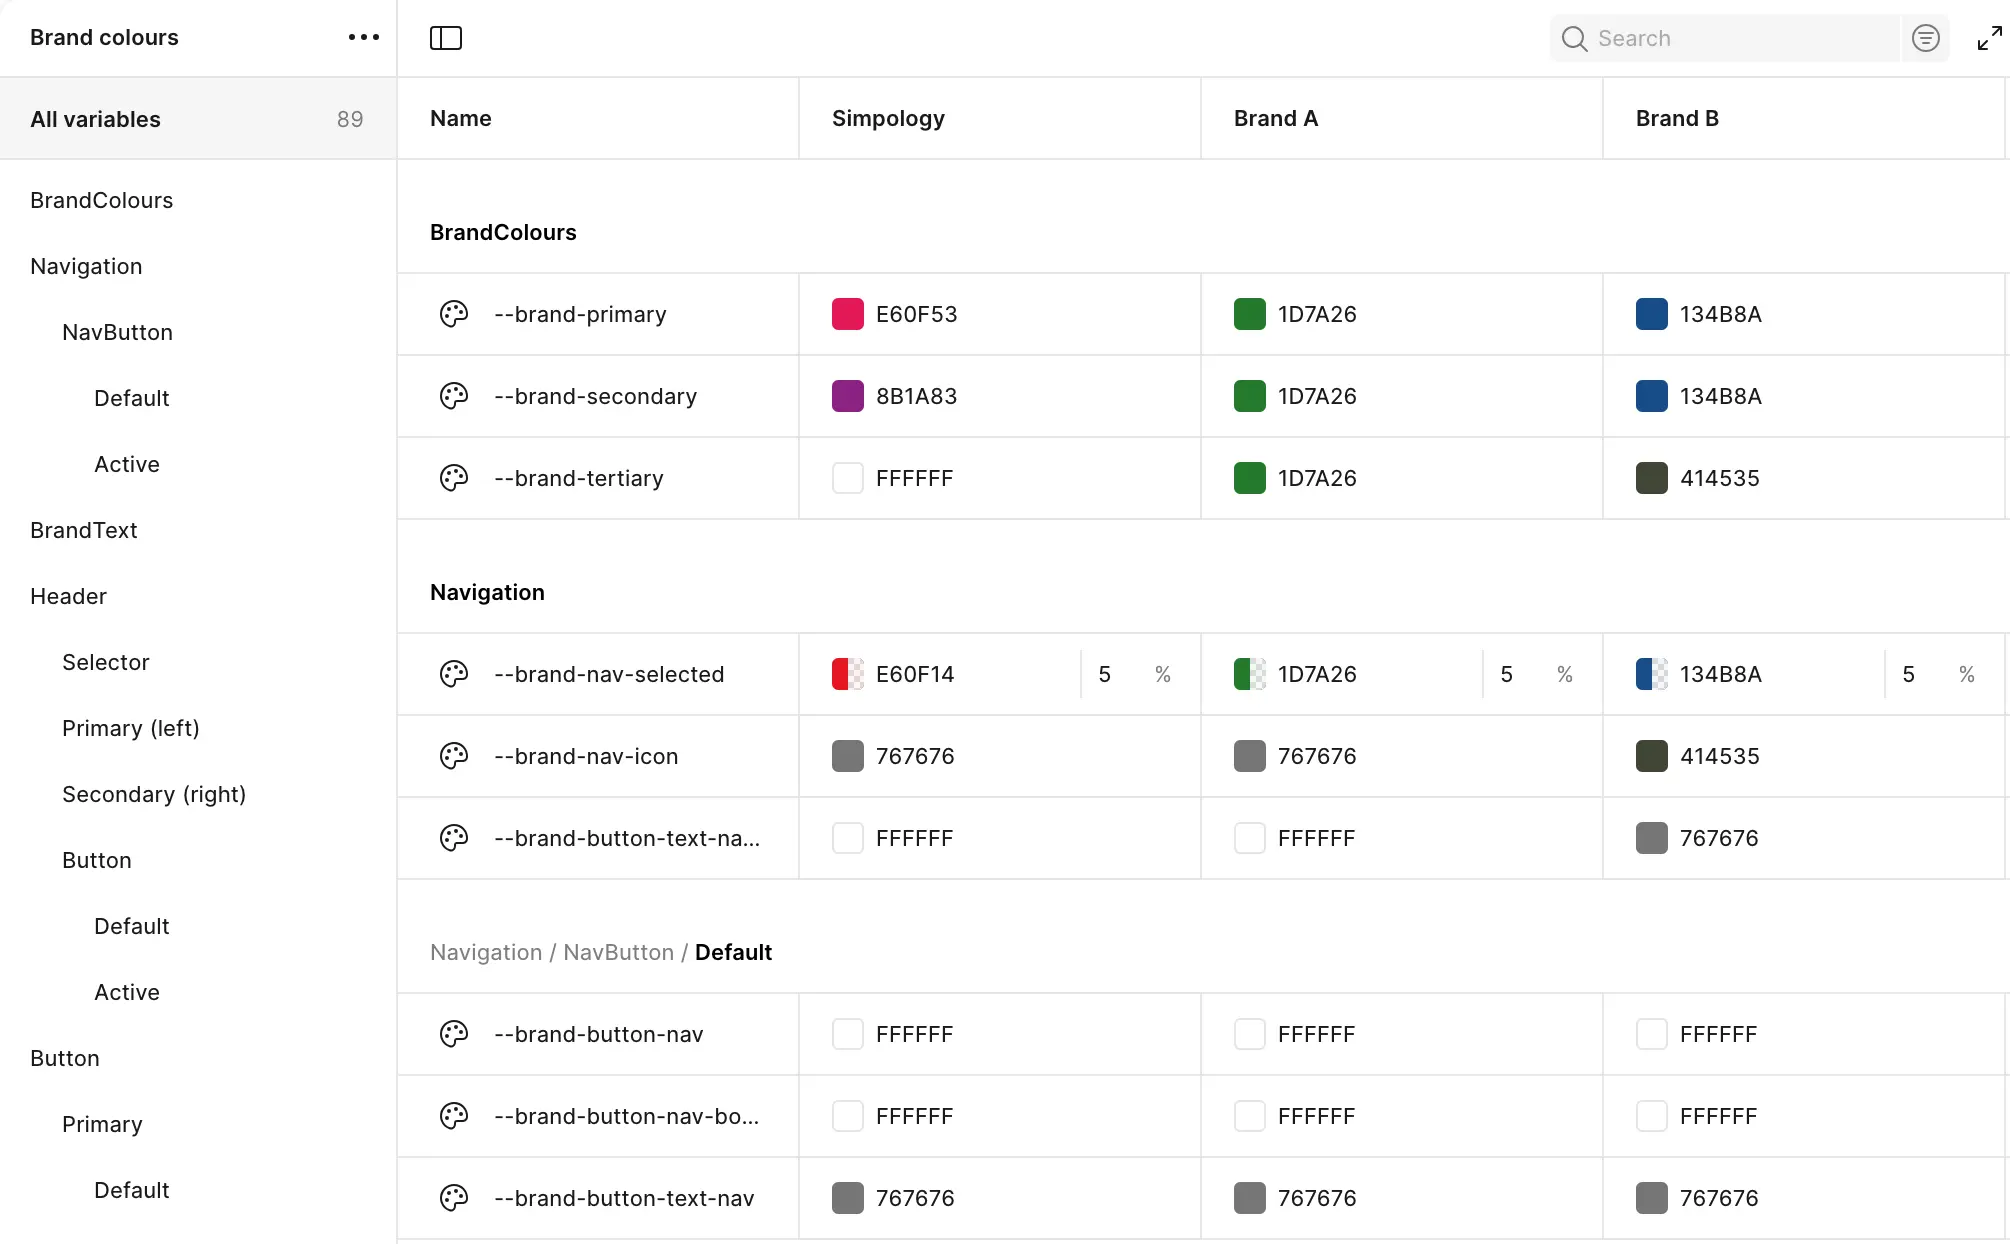 Brand colours
Search
All variables 89
Name Simpology Brand A Brand B
BrandColours
Navigation
NavButton
Default
Active
BrandText
Header
Selector
Primary (left)
Secondary (right)
Button
Default
Active
Button
Primary
Default
BrandColours
--brand-primary E60F53 1D7A26 134B8A
--brand-secondary 8B1A83 1D7A26 134B8A
--brand-tertiary FFFFFF 1D7A26 414535
Navigation
--brand-nav-selected E60F14 5 % 1D7A26 5 % 134B8A 5 %
--brand-nav-icon 767676 767676 414535
--brand-button-text-na... FFFFFF FFFFFF 767676
Navigation / NavButton / Default
--brand-button-nav FFFFFF FFFFFF FFFFFF
--brand-button-nav-bo... FFFFFF FFFFFF FFFFFF
--brand-button-text-nav 767676 767676 767676